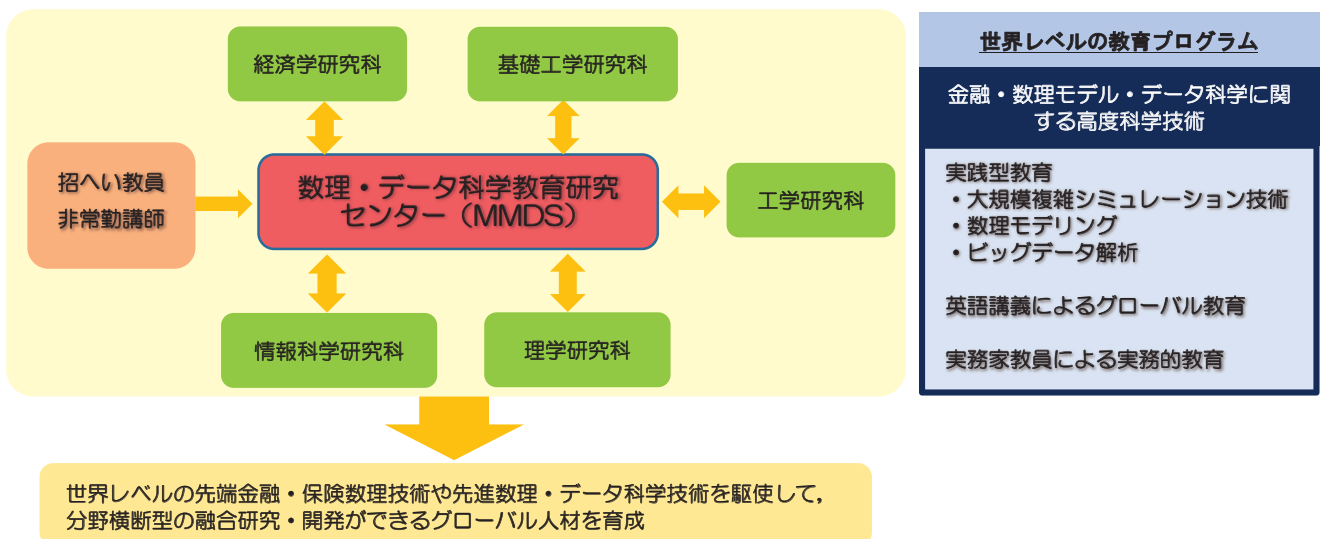 経済学研究科
基礎工学研究科
招へい教員
非常勤講師
数理・データ科学教育研究
センター（MMDS）
工学研究科
情報科学研究科
理学研究科
世界レベルの先端金融・保険数理技術や先進数理・データ科学技術を駆使して，
分野横断型の融合研究・開発ができるグローバル人材を育成
世界レベルの教育プログラム
金融・数理モデル・データ科学に関
する高度科学技術
実践型教育
・大規模複雑シミュレーション技術
・数理モデリング
・ビッグデータ解析
英語講義によるグローバル教育
実務家教員による実務的教育